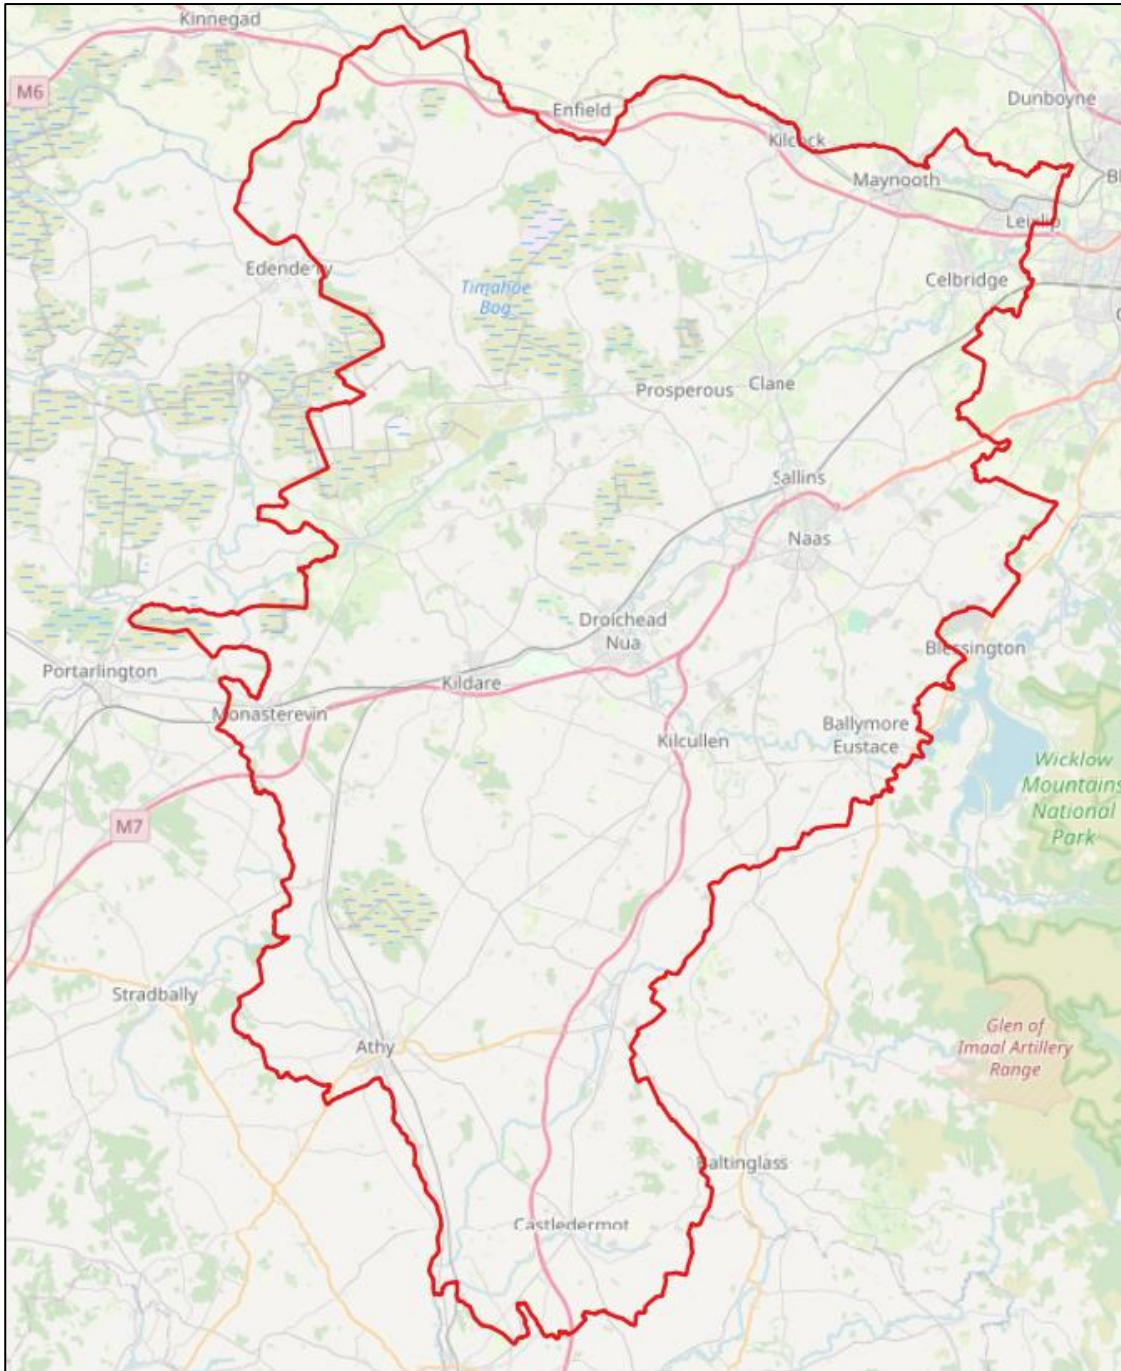 Kinnegad
M6
Enfield
Dunboyne
Kilcock
Maynooth
Leixlip
Edenderry
Celbridge
Timahoe
Bog
Prosperous
Clane
Sallins
Naas
Droichead
Nua
Blessington
Portarlington
Kildare
Monasterevin
Kilcullen
Ballymore
Eustace
Wicklow
Mountains
National
Park
M7
Stradbally
Glen of
Imaal Artillery
Range
Athy
Baltinglass
Castledermot